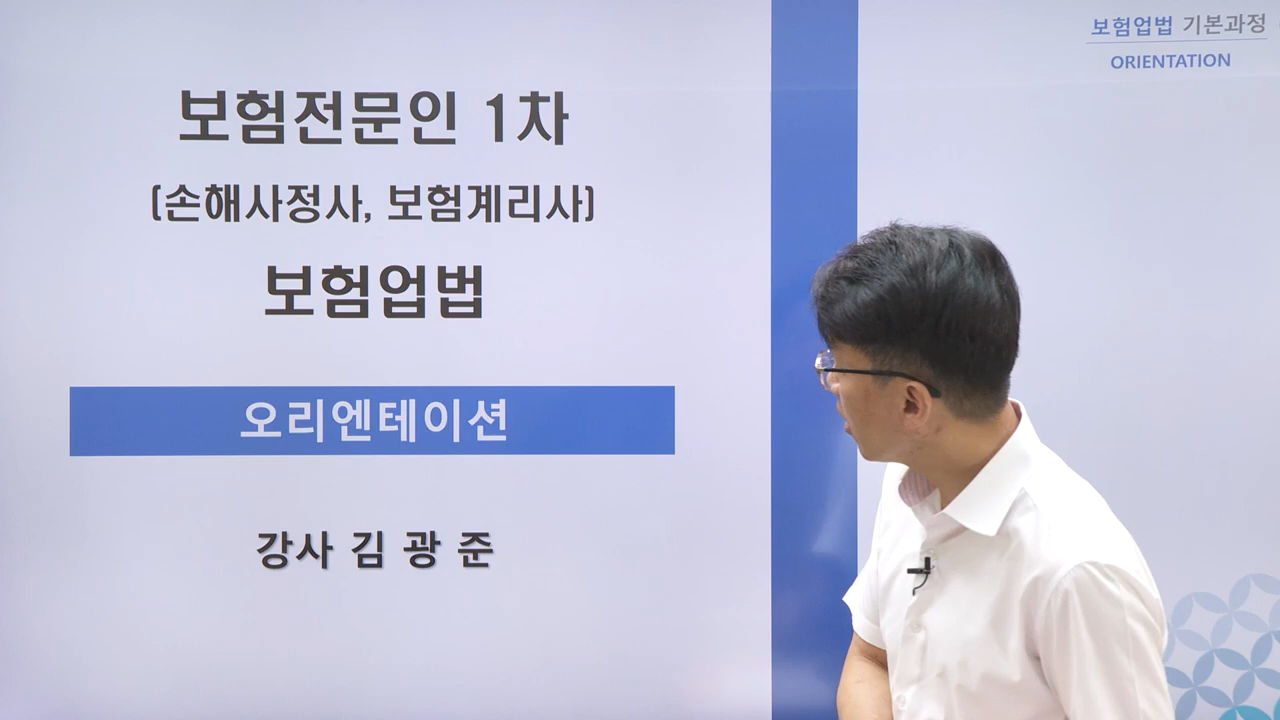 보험업법 기본과정
ORIENTATION
보험전문인 1차
(손해사정사, 보험계리사)
보험업법
오리엔테이션
강사 김 광 준